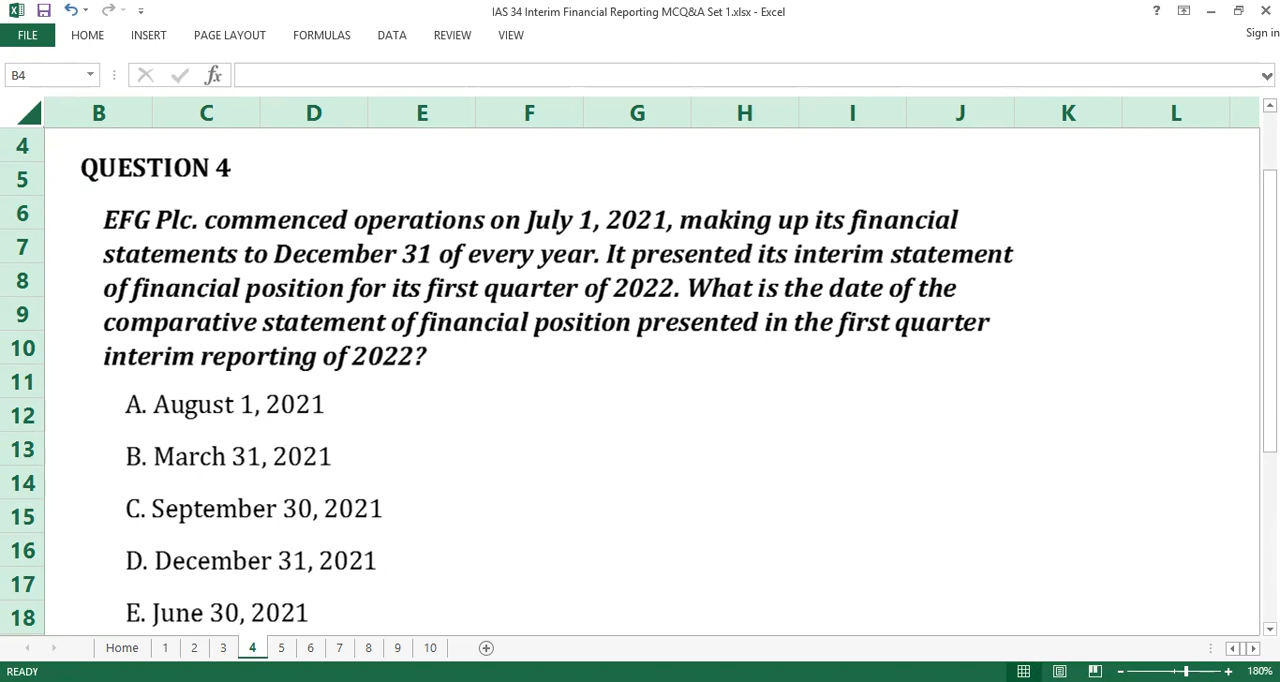 IAS 34 Interim Financial Reporting MCQ&A Set 1.xlsx - Excel
?
FILE HOME INSERT PAGE LAYOUT FORMULAS DATA REVIEW VIEW Sign in
B4 fx
B C D E F G H I J K L
4
5
6
7
8
9
10
11
12
13
14
15
16
17
18
QUESTION 4
EFG Plc. commenced operations on July 1, 2021, making up its financial
statements to December 31 of every year. It presented its interim statement
of financial position for its first quarter of 2022. What is the date of the
comparative statement of financial position presented in the first quarter
interim reporting of 2022?
A. August 1, 2021
B. March 31, 2021
C. September 30, 2021
D. December 31, 2021
E. June 30, 2021
Home 1 2 3 4 5 6 7 8 9 10
READY 180%